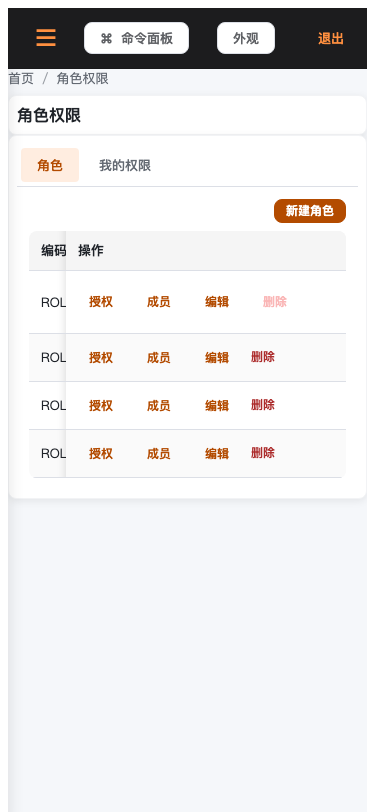 ⌘ 命令面板 外观 退出
首页 / 角色权限
角色权限
角色 我的权限
新建角色
编码 操作
ROL 授权 成员 编辑 删除
ROL 授权 成员 编辑 删除
ROL 授权 成员 编辑 删除
ROL 授权 成员 编辑 删除